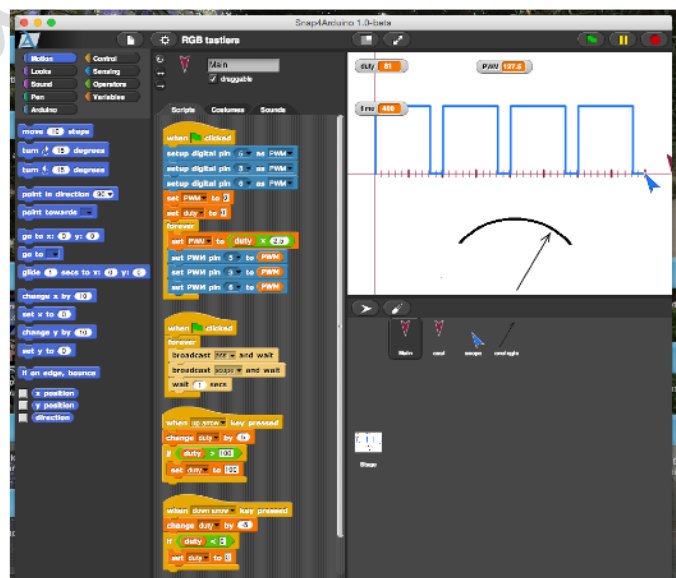 Snap4Arduino 1.0-beta
RGB tastiera
Motion
Control
Looks
Sensing
Sound
Operators
Pen
Variables
Arduino
Main
draggable
Scripts Costumes Sounds
move 10 steps
turn 15 degrees
turn 15 degrees
point in direction 90
point towards
go to x: 0 y: 0
go to
glide 1 secs to x: 0 y: 0
change x by 10
set x to 0
change y by 10
set y to 0
if on edge, bounce
x position
y position
direction
when clicked
setup digital pin as PWM
setup digital pin 3 as PWM
setup digital pin 6 as PWM
set PWM to 0
set duty to 0
forever
set PWM to duty × 2.5
set PWM pin 5 to PWM
set PWM pin 3 to PWM
set PWM pin 6 to PWM
when clicked
forever
broadcast and wait
broadcast scope and wait
wait 1 secs
when up arrow key pressed
change duty by 5
if duty > 100
set duty to 100
when down arrow key pressed
change duty by -5
if duty < 0
set duty to 0
duty 81
PWM
time 400
Main
scope
Stage